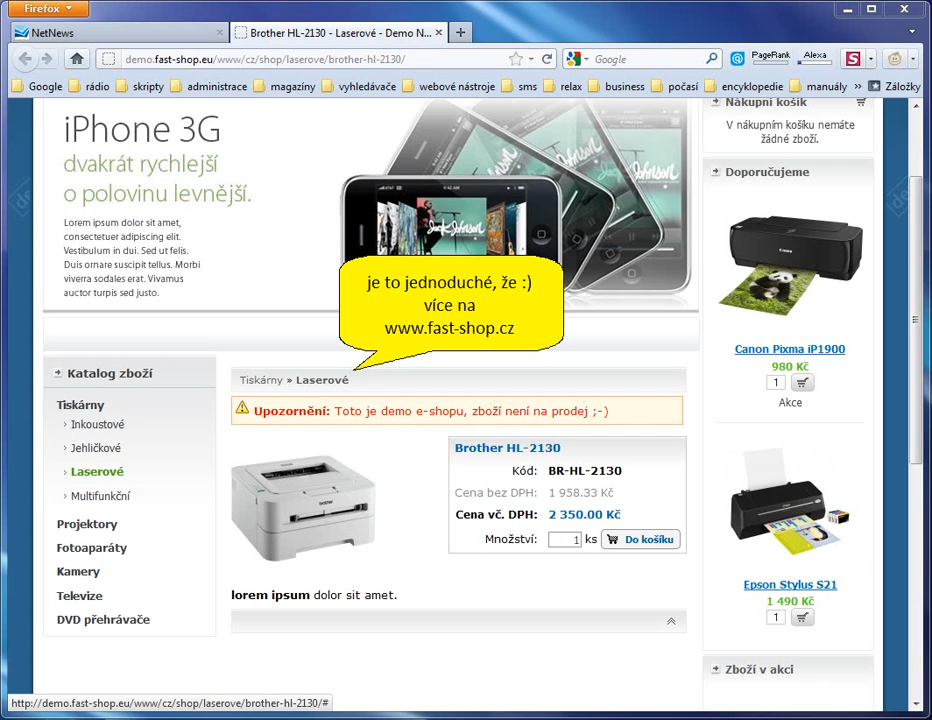 Firefox
NetNews
Brother HL-2130 - Laserové - Demo N...
demo.fast-shop.eu/www/cz/shop/laserove/brother-hl-2130/
Google
PageRank
Alexa
Google
rádio
skripty
administrace
magazíny
vyhledávače
webové nástroje
sms
relax
business
počasí
encyklopedie
manuály
»
Záložky
iPhone 3G
dvakrát rychlejší
o polovinu levnější.
Lorem ipsum dolor sit amet,
consectetuer adipiscing elit.
Vestibulum in dui. Sed ut felis.
Duis ornare suscipit tellus. Morbi
viverra sodales erat. Vivamus
auctor turpis sed justo.
Jack Johnson
je to jednoduché, že :)
více na
www.fast-shop.cz
Nákupní košík
V nákupním košíku nemáte
žádné zboží.
Doporučujeme
Canon Pixma iP1900
980 Kč
1
Akce
Epson Stylus S21
1 490 Kč
1
Zboží v akci
Katalog zboží
Tiskárny
Inkoustové
Jehličkové
Laserové
Multifunkční
Projektory
Fotoaparáty
Kamery
Televize
DVD přehrávače
Tiskárny » Laserové
Upozornění: Toto je demo e-shopu, zboží není na prodej ;-)
Brother HL-2130
Kód: BR-HL-2130
Cena bez DPH: 1 958.33 Kč
Cena vč. DPH: 2 350.00 Kč
Množství: 1 ks Do košíku
lorem ipsum dolor sit amet.
http://demo.fast-shop.eu/www/cz/shop/laserove/brother-hl-2130/#